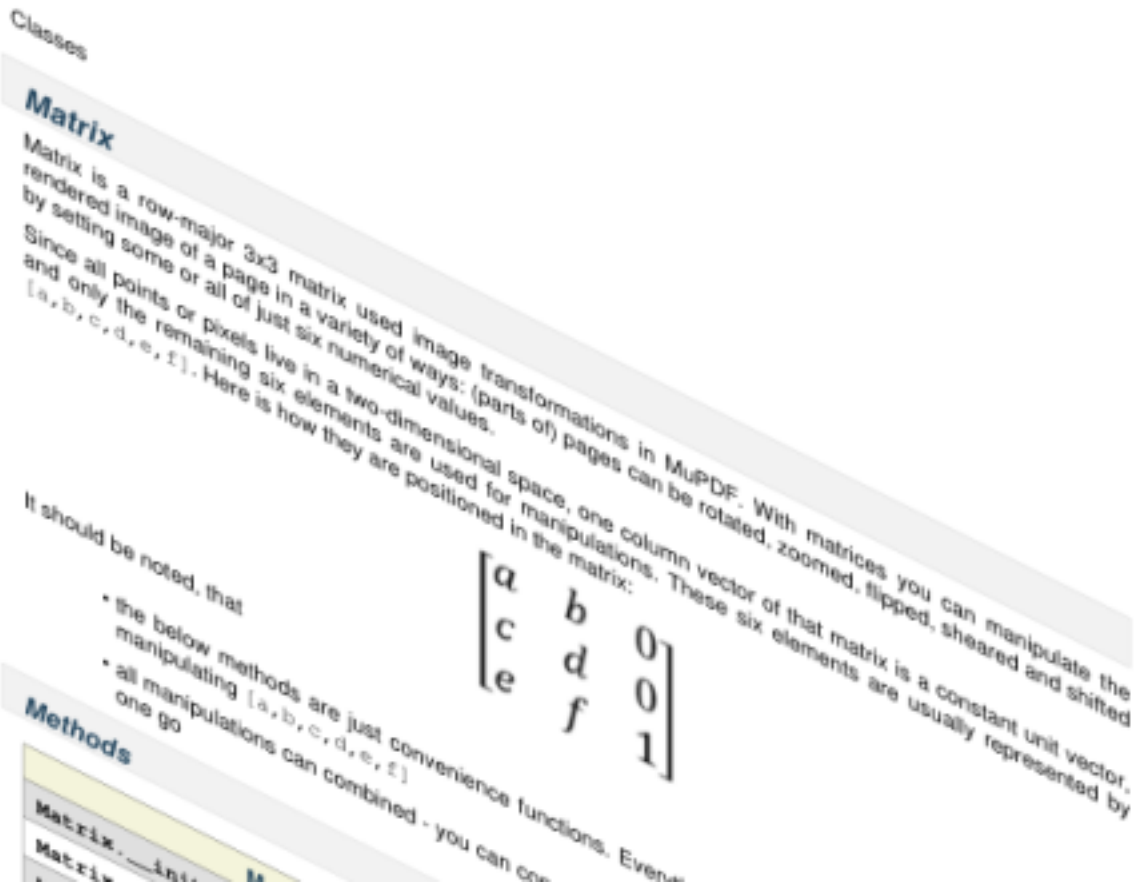 Classes
Matrix
Matrix is a row-major 3x3 matrix used image transformations in MuPDF. With matrices you can manipulate the
rendered image of a page in a variety of ways: (parts of) pages can be rotated, zoomed, flipped, sheared and shifted
by setting some or all of just six numerical values.
Since all points or pixels live in a two-dimensional space, one column vector of that matrix is a constant unit vector,
and only the remaining six elements are used for manipulations. These six elements are usually represented by
[a,b,c,d,e,f]. Here is how they are positioned in the matrix:
a b 0
c d 0
e f 1
It should be noted, that
• the below methods are just convenience functions.
manipulating [a,b,c,d,e,f]
• all manipulations can combined - you can
one go
Methods
Matrix.
Matrix